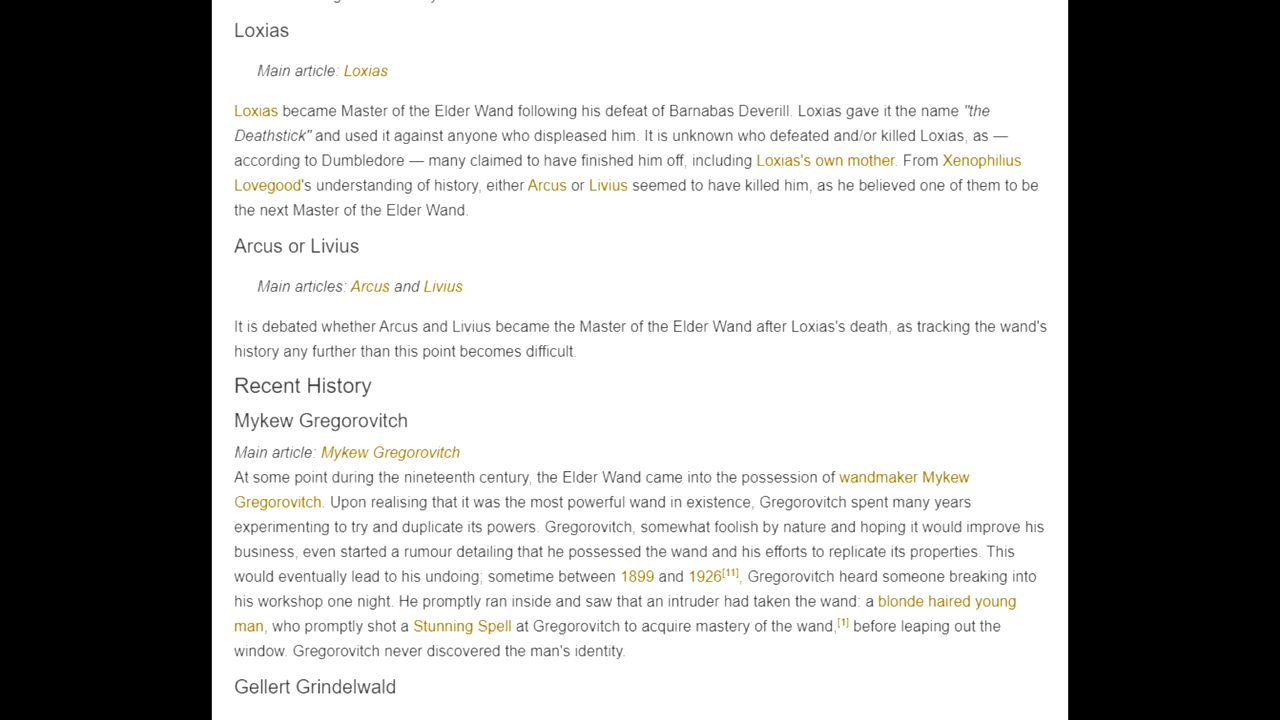 Loxias
Main article: Loxias
Loxias became Master of the Elder Wand following his defeat of Barnabas Deverill. Loxias gave it the name "the
Deathstick" and used it against anyone who displeased him. It is unknown who defeated and/or killed Loxias, as —
according to Dumbledore — many claimed to have finished him off, including Loxias's own mother. From Xenophilius
Lovegood's understanding of history, either Arcus or Livius seemed to have killed him, as he believed one of them to be
the next Master of the Elder Wand.
Arcus or Livius
Main articles: Arcus and Livius
It is debated whether Arcus and Livius became the Master of the Elder Wand after Loxias's death, as tracking the wand's
history any further than this point becomes difficult.
Recent History
Mykew Gregorovitch
Main article: Mykew Gregorovitch
At some point during the nineteenth century, the Elder Wand came into the possession of wandmaker Mykew
Gregorovitch. Upon realising that it was the most powerful wand in existence, Gregorovitch spent many years
experimenting to try and duplicate its powers. Gregorovitch, somewhat foolish by nature and hoping it would improve his
business, even started a rumour detailing that he possessed the wand and his efforts to replicate its properties. This
would eventually lead to his undoing; sometime between 1899 and 1926[11], Gregorovitch heard someone breaking into
his workshop one night. He promptly ran inside and saw that an intruder had taken the wand: a blonde haired young
man, who promptly shot a Stunning Spell at Gregorovitch to acquire mastery of the wand,[1] before leaping out the
window. Gregorovitch never discovered the man's identity.
Gellert Grindelwald